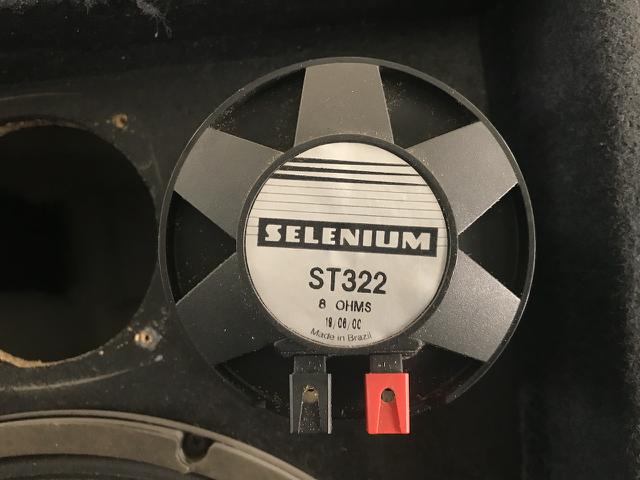 SELENIUM
ST322
8 OHMS
19/06/00
Made in Brazil